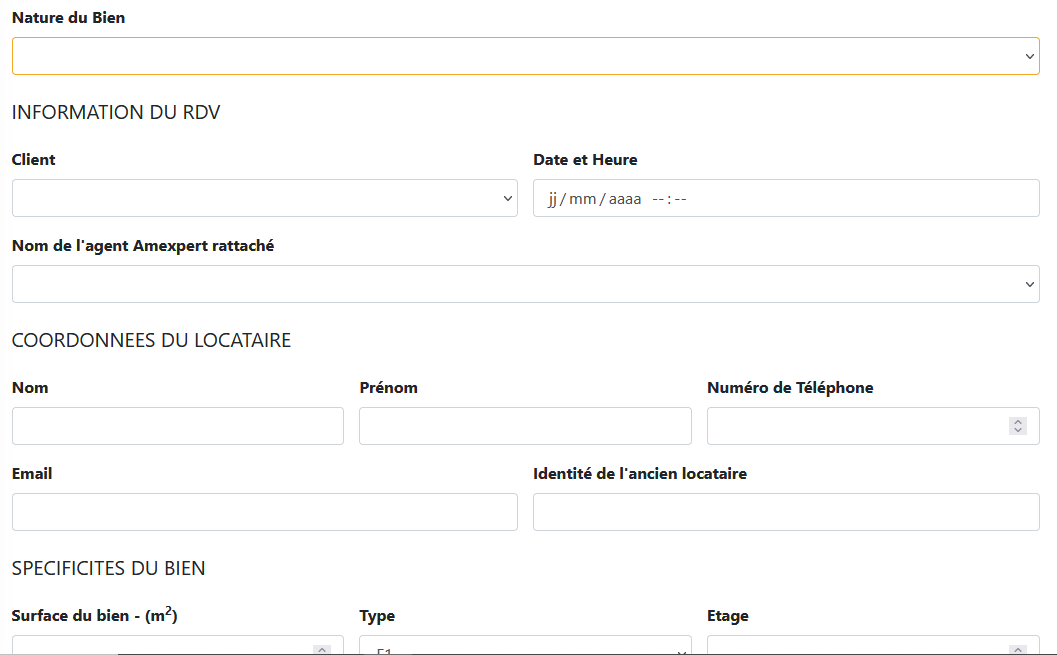 Nature du Bien
INFORMATION DU RDV
Client Date et Heure
jj/mm/aaaa --:--
Nom de l'agent Amexpert rattaché
COORDONNEES DU LOCATAIRE
Nom Prénom Numéro de Téléphone
Email Identité de l'ancien locataire
SPECIFICITES DU BIEN
Surface du bien - (m²) Type Etage